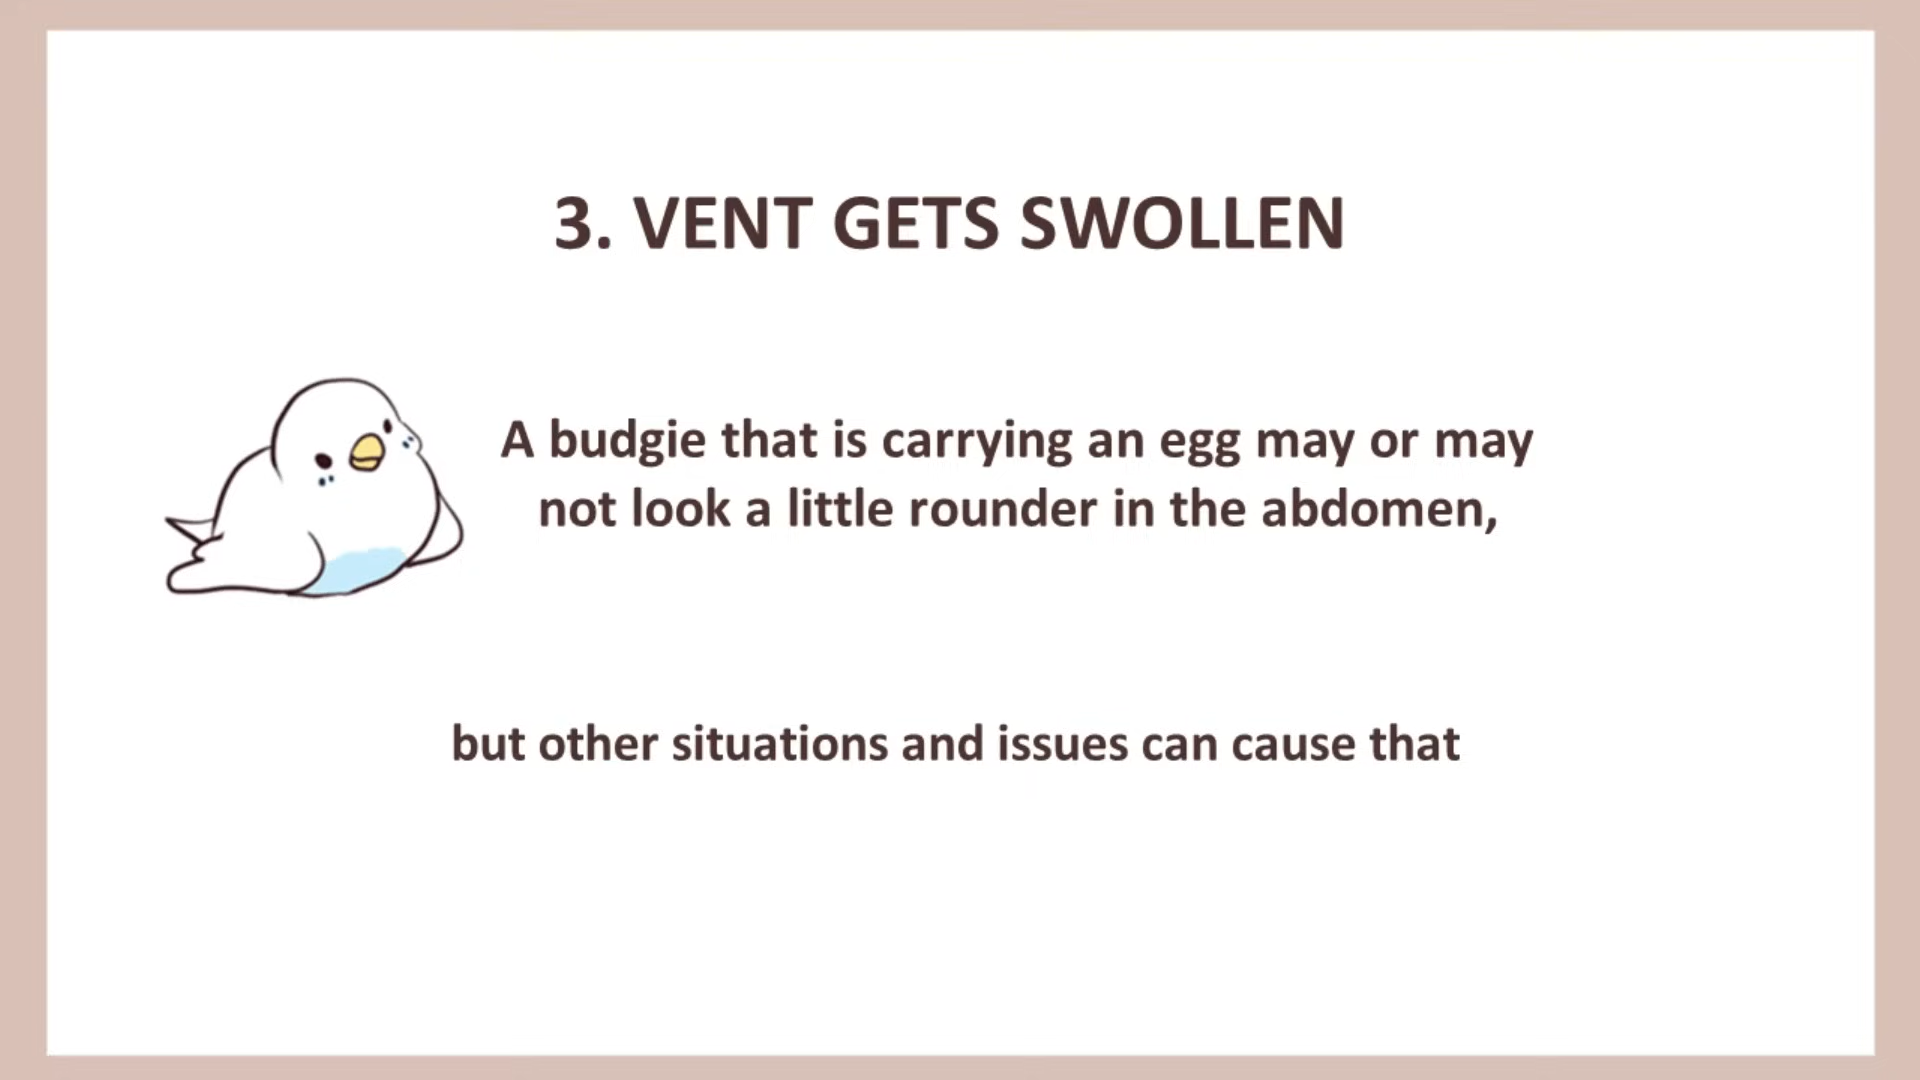 3. VENT GETS SWOLLEN
A budgie that is carrying an egg may or may
not look a little rounder in the abdomen,
but other situations and issues can cause that